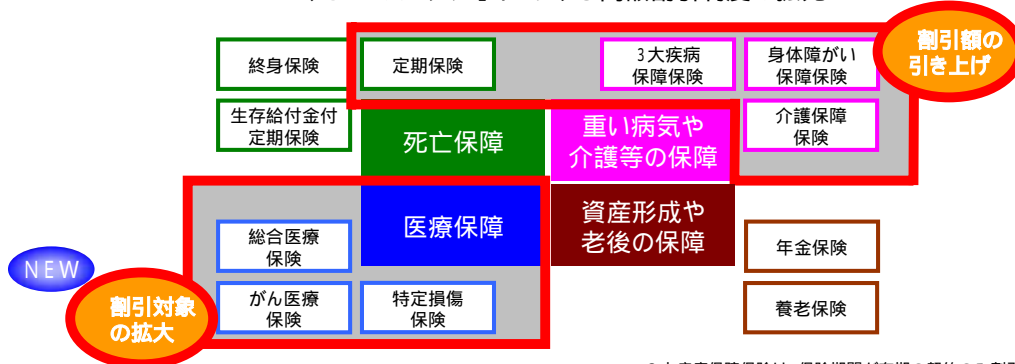 割引額の
引き上げ
終身保険
定期保険
3大疾病
保障保険
身体障がい
保障保険
生存給付金付
定期保険
死亡保障
重い病気や
介護等の保障
介護保障
保険
医療保障
資産形成や
老後の保障
総合医療
保険
年金保険
NEW
割引対象
の拡大
がん医療
保険
特定損傷
保険
養老保険